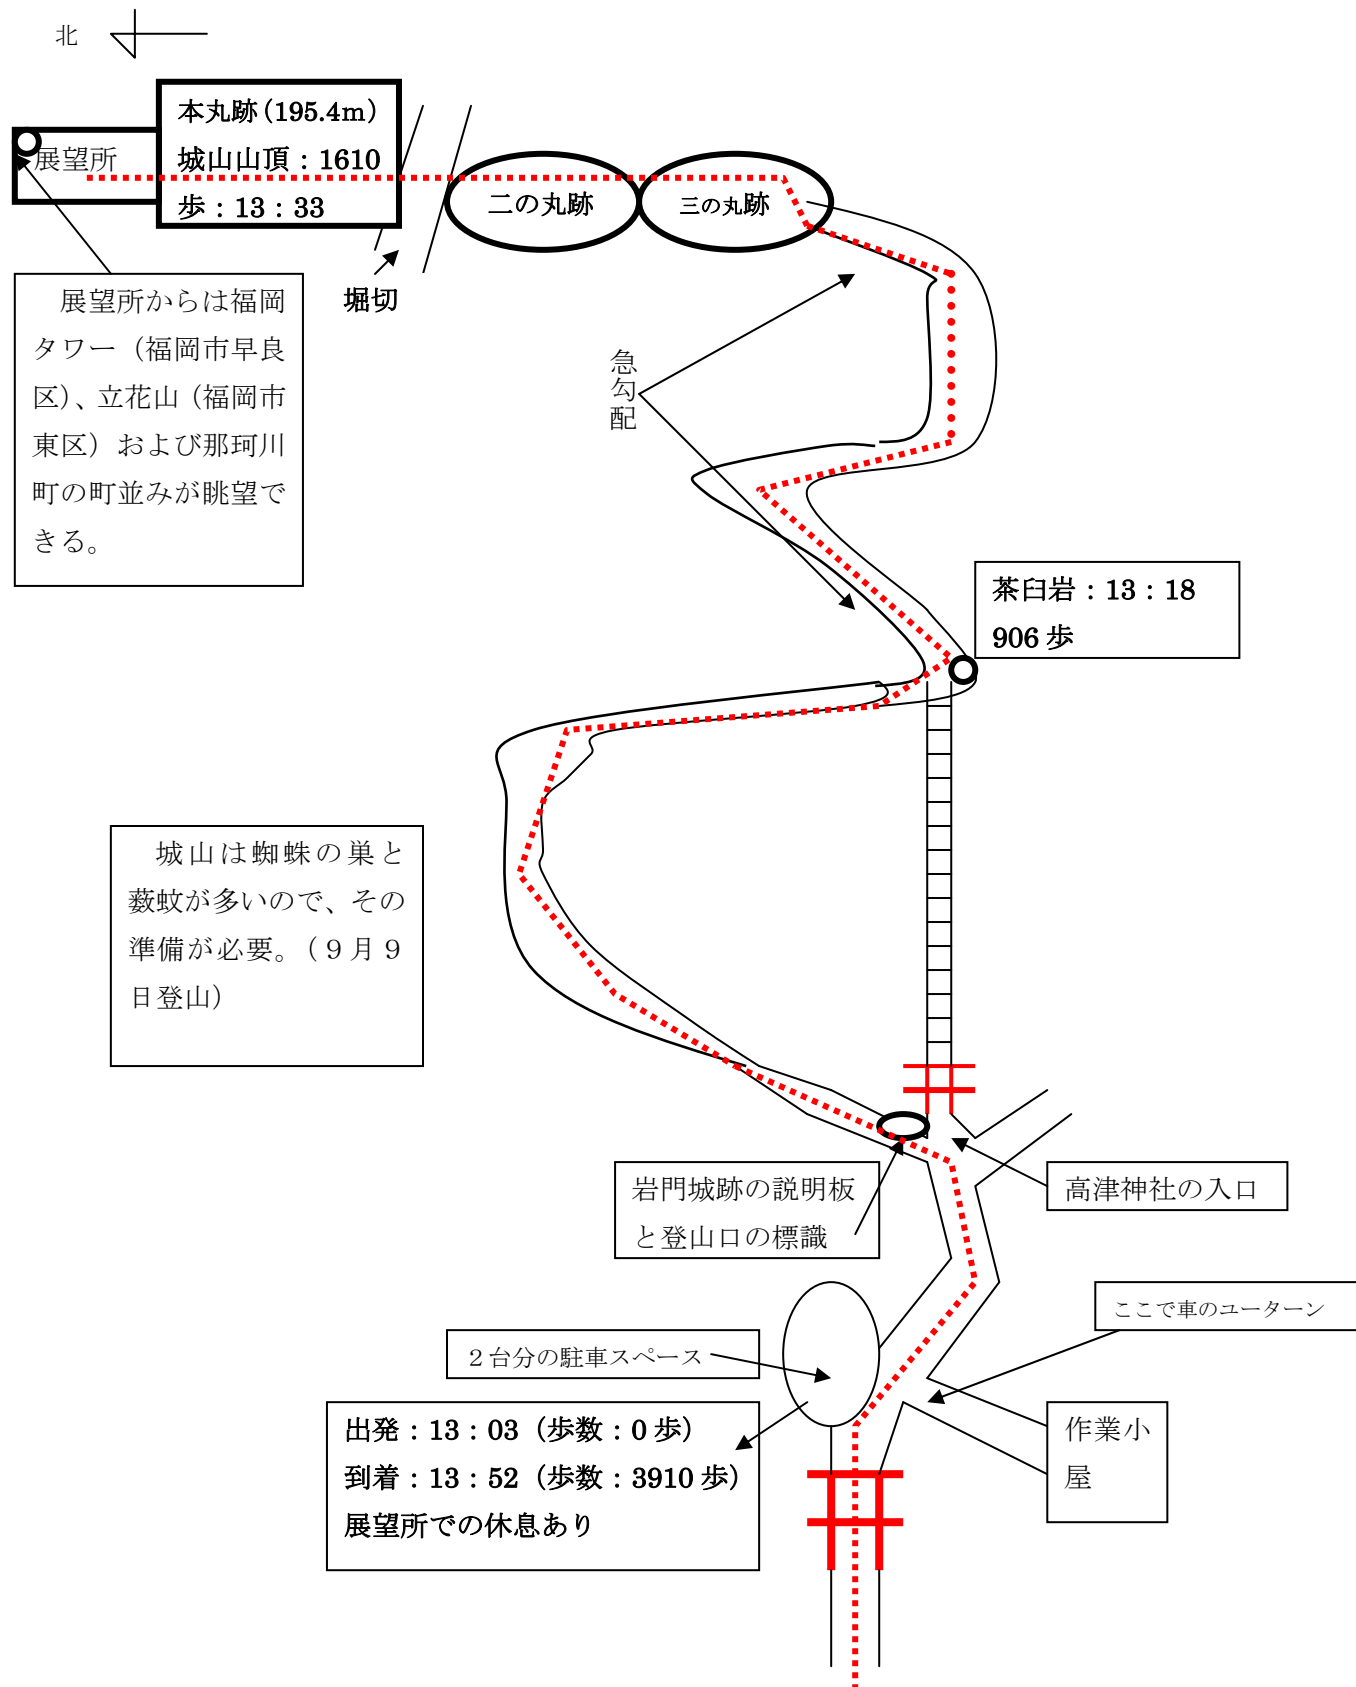 北
本丸跡（195.4m）
城山山頂：1610
歩：13：33
展望所
二の丸跡
三の丸跡
堀切
展望所からは福岡
タワー（福岡市早良
区）、立花山（福岡市
東区）および那珂川
町の町並みが眺望で
きる。
急勾配
茶臼岩：13：18
906歩
城山は蜘蛛の巣と
薮蚊が多いので、その
準備が必要。（９月９
日登山）
岩門城跡の説明板
と登山口の標識
高津神社の入口
ここで車のユーターン
２台分の駐車スペース
出発：13：03（歩数：0歩）
到着：13：52（歩数：3910歩）
展望所での休息あり
作業小
屋